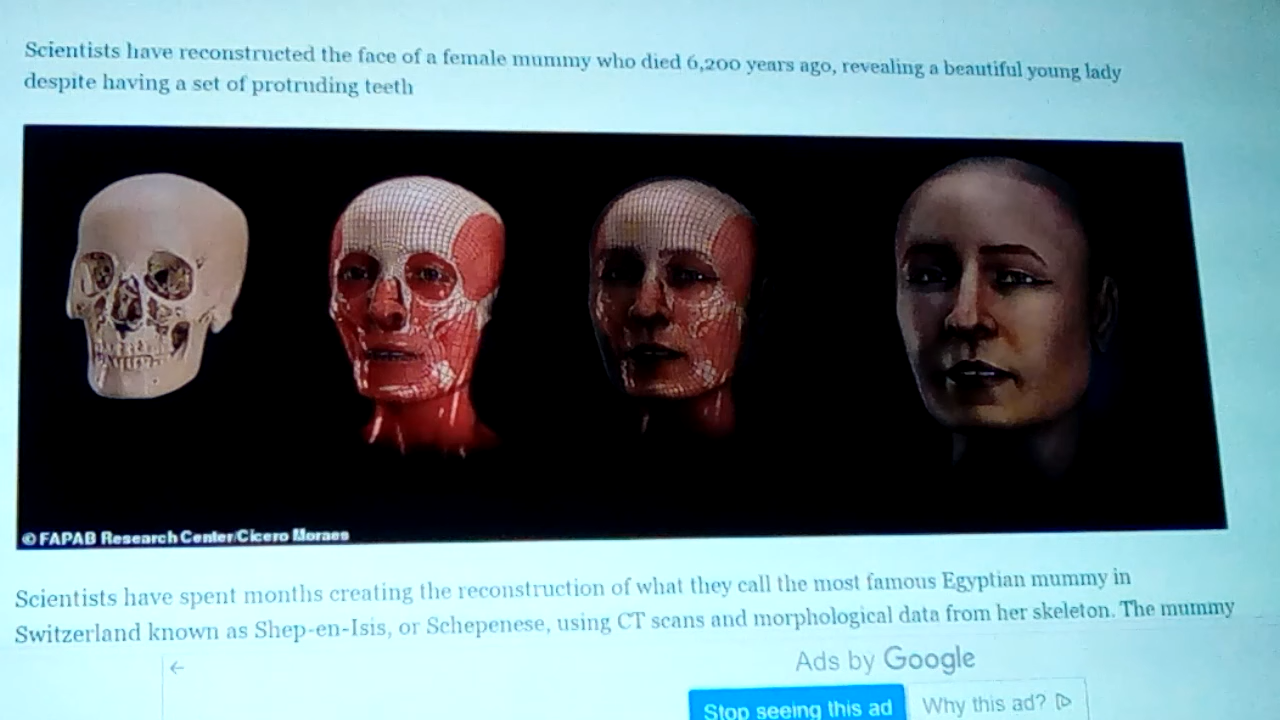 Scientists have reconstructed the face of a female mummy who died 6,200 years ago, revealing a beautiful young lady
despite having a set of protruding teeth
© FAPAB Research Center/Cicero Moraes
Scientists have spent months creating the reconstruction of what they call the most famous Egyptian mummy in
Switzerland known as Shep-en-Isis, or Schepenese, using CT scans and morphological data from her skeleton. The mummy
Ads by Google
Stop seeing this ad
Why this ad?